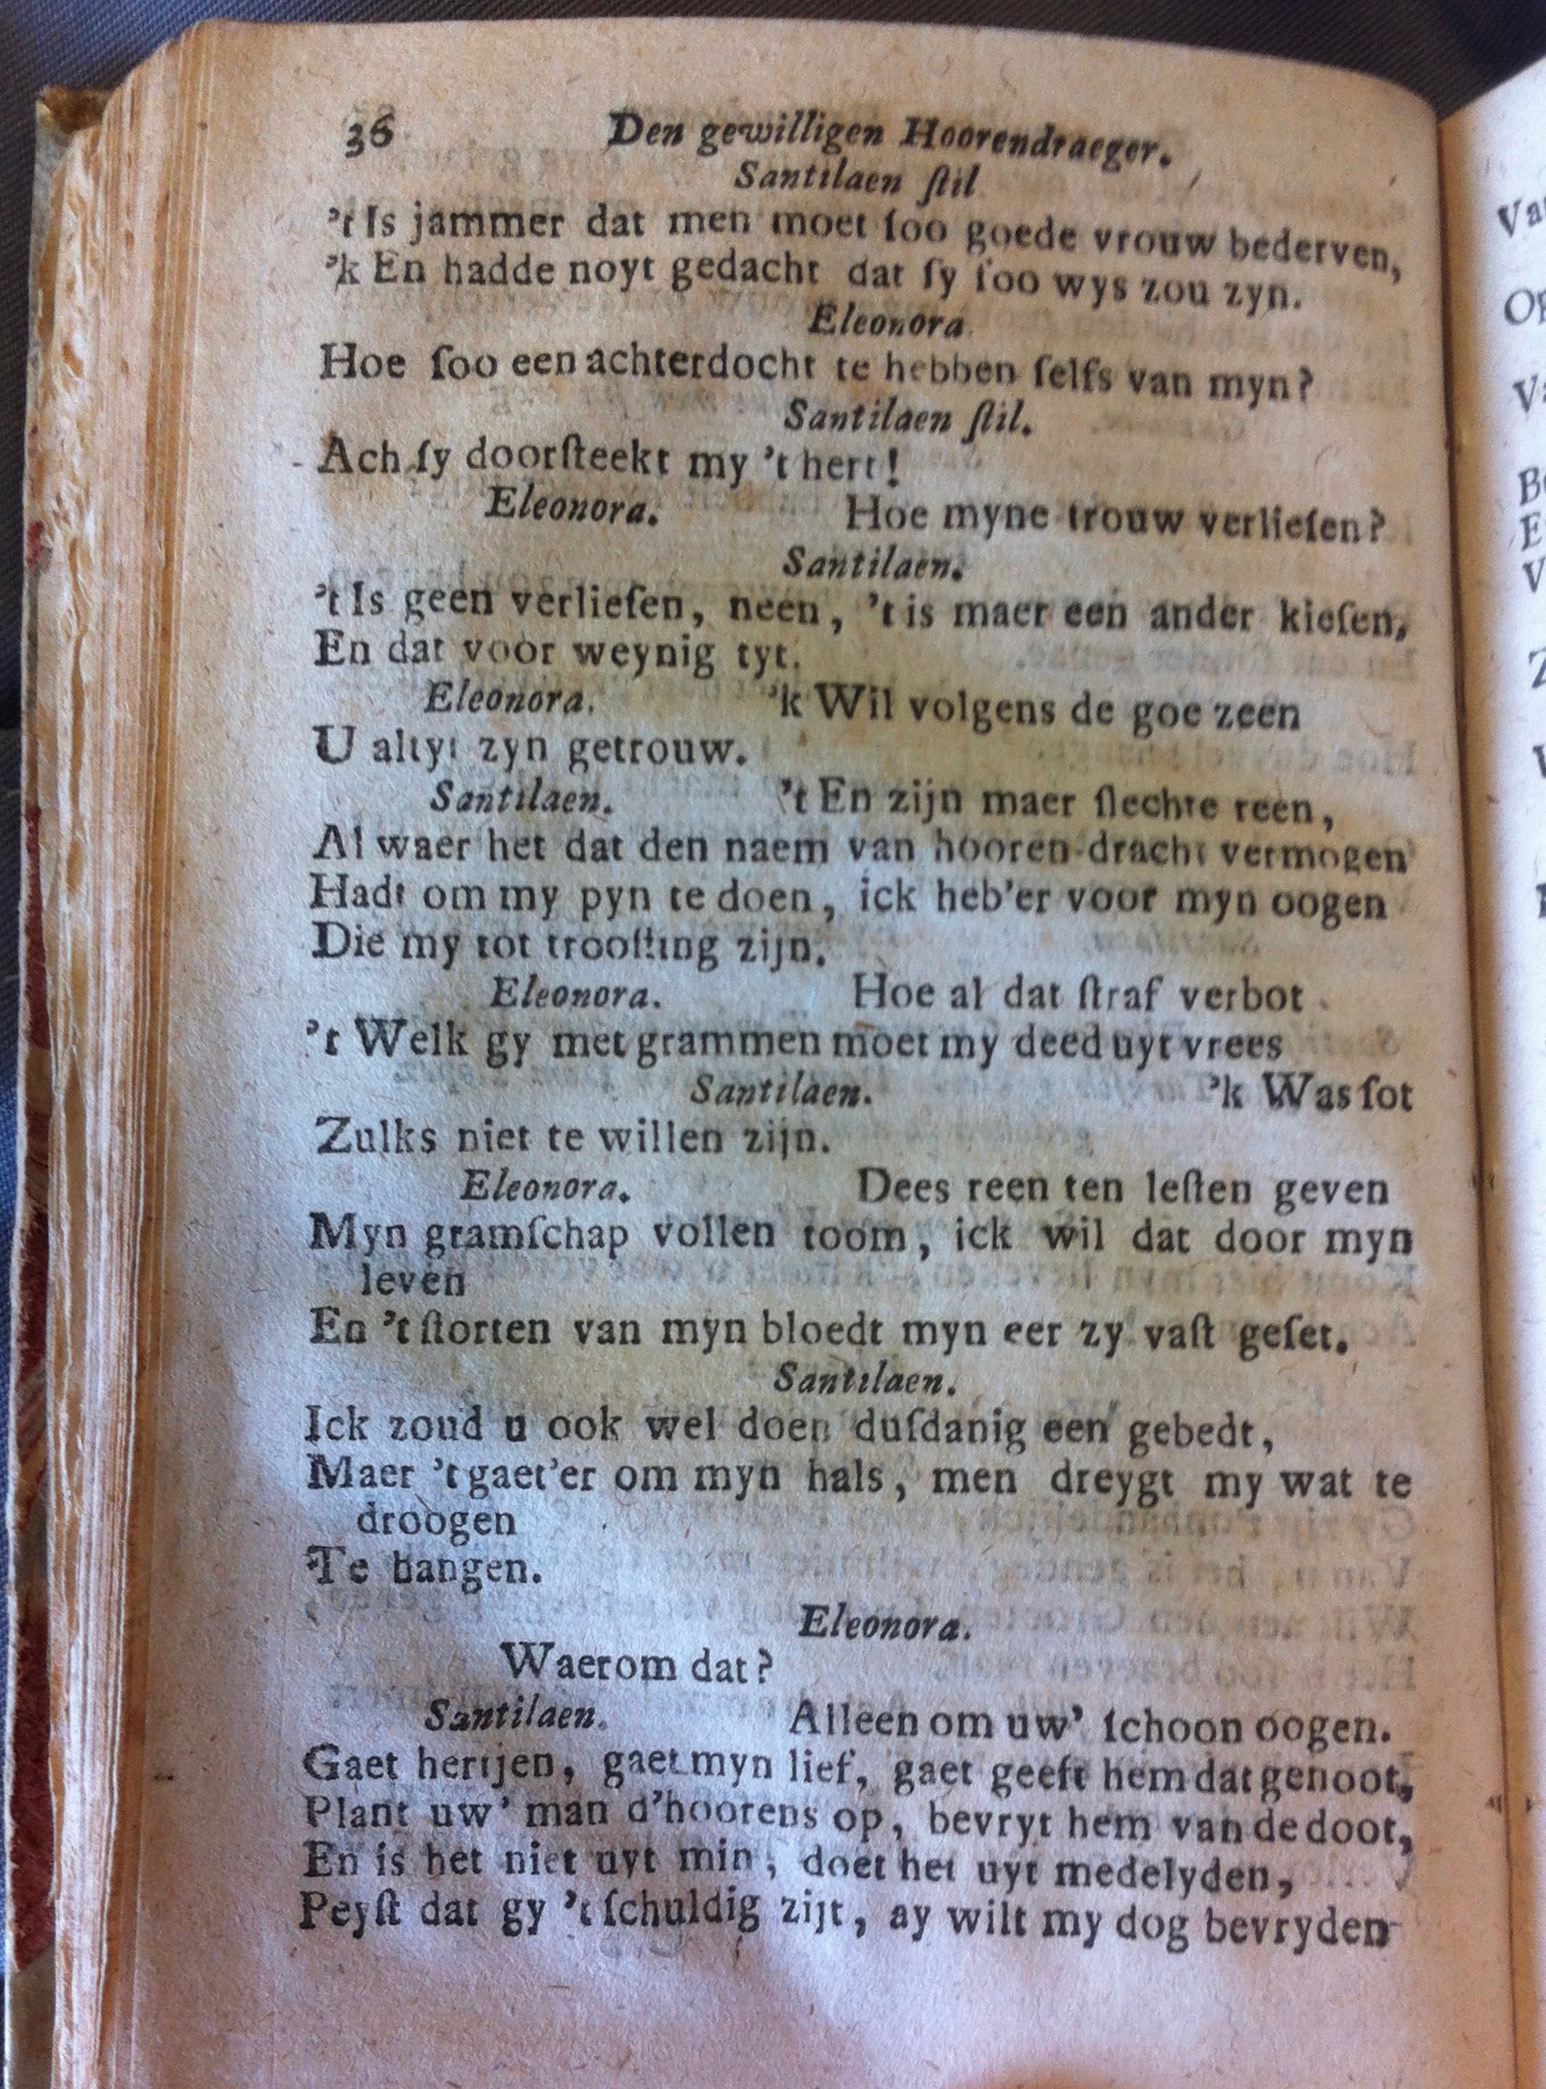 36 Den gewilligen Hoorendraeger.
Santilaen ſtil
’t Is jammer dat men moet ſoo goede vrouw bederven,
’k En hadde noyt gedacht dat ſy ſoo wys zou zyn.
Eleonora.
Hoe ſoo een achterdocht te hebben ſelfs van myn?
Santilaen ſtil.
Ach ſy doorſteekt my ’t hert!
Eleonora. Hoe myne trouw verlieſen?
Santilaen.
’t Is geen verlieſen, neen, ’t is maer een ander kieſen,
En dat voor weynig tyt.
Eleonora. ’k Wil volgens de goe zeen
U altyt zyn getrouw.
Santilaen. ’t En zijn maer ſlechte reen,
Al waer het dat den naem van hooren-dracht vermogen
Hadt om my pyn te doen, ick heb’er voor myn oogen
Die my tot trooſting zijn.
Eleonora. Hoe al dat ſtraf verbot
’t Welk gy met grammen moet my deed uyt vrees
Santilaen. ’k Was ſot
Zulks niet te willen zijn.
Eleonora. Dees reen ten leſten geven
Myn gramſchap vollen toom, ick wil dat door myn
leven
En ’t ſtorten van myn bloedt myn eer zy vaſt geſet.
Santilaen.
Ick zoud u ook wel doen duſdanig een gebedt,
Maer ’t gaet’er om myn hals, men dreygt my wat te
droogen
Te hangen.
Eleonora.
Waerom dat?
Santilaen. Alleen om uw’ ſchoon oogen.
Gaet hertjen, gaet myn lief, gaet geeft hem dat genoot,
Plant uw’ man d’hoorens op, bevryt hem van de doot,
En is het niet uyt min, doet het uyt medelyden,
Peyſt dat gy ’t ſchuldig zijt, ay wilt my dog bevryden
Va
Op
Va
Be
E
V
Z